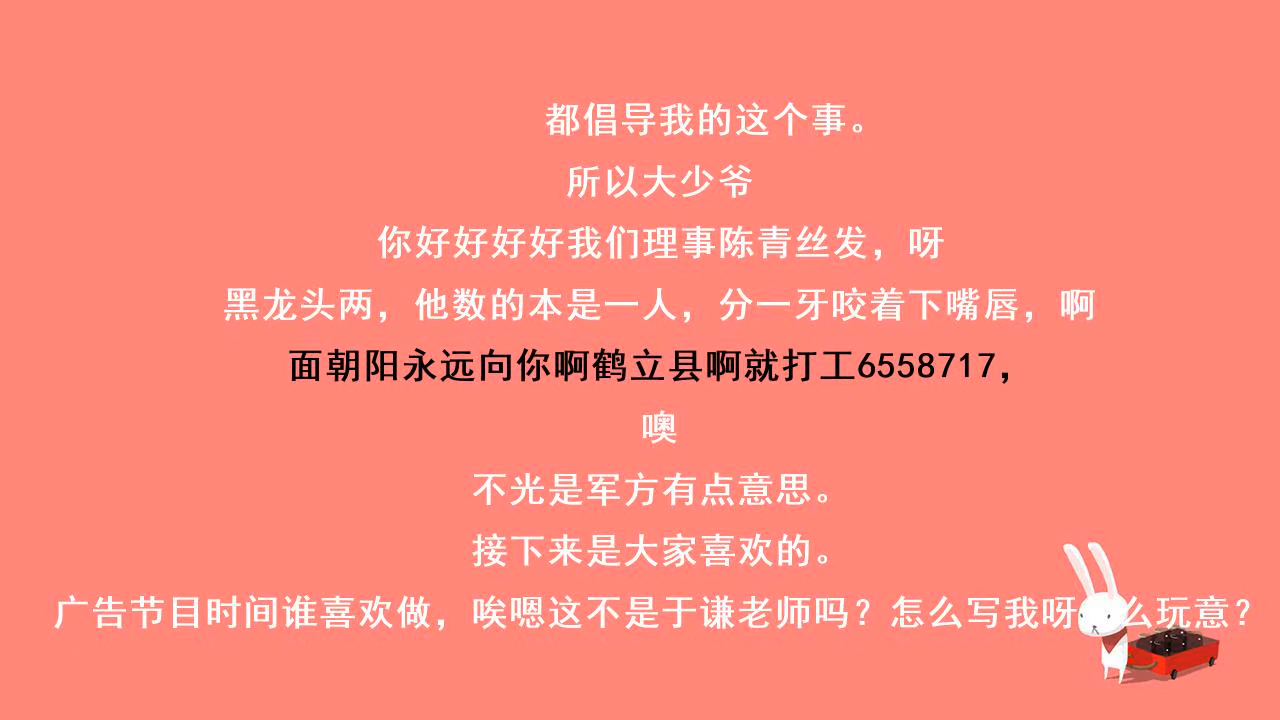 都倡导我的这个事。
所以大少爷
你好好好好我们理事陈青丝发，呀
黑龙头两，他数的本是一人，分一牙咬着下嘴唇，啊
面朝阳永远向你啊鹤立县啊就打工6558717，
噢
不光是军方有点意思。
接下来是大家喜欢的。
广告节目时间谁喜欢做，唉嗯这不是于谦老师吗？怎么写我呀 么玩意？